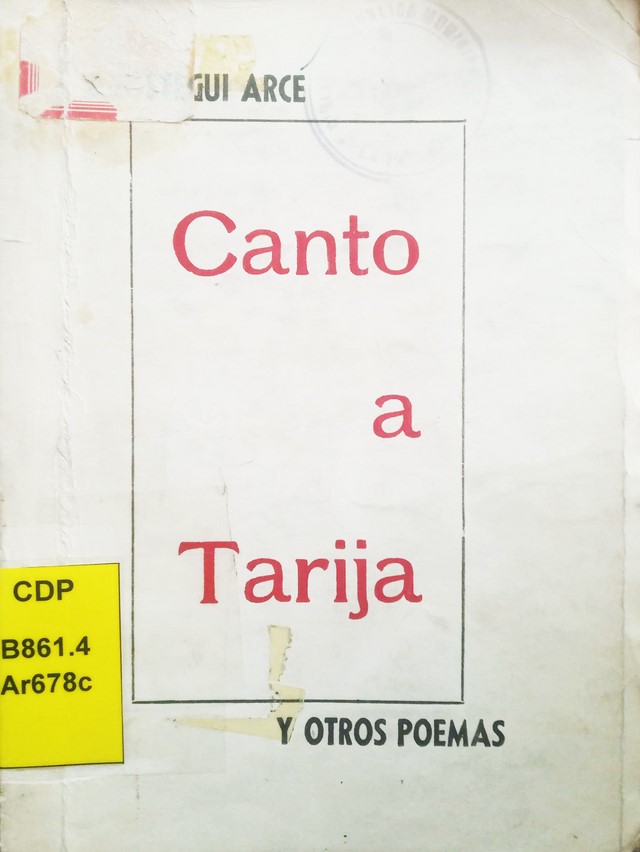 ARCE
Canto
a
Tarija
CDP
B861.4
Ar678c
Y OTROS POEMAS